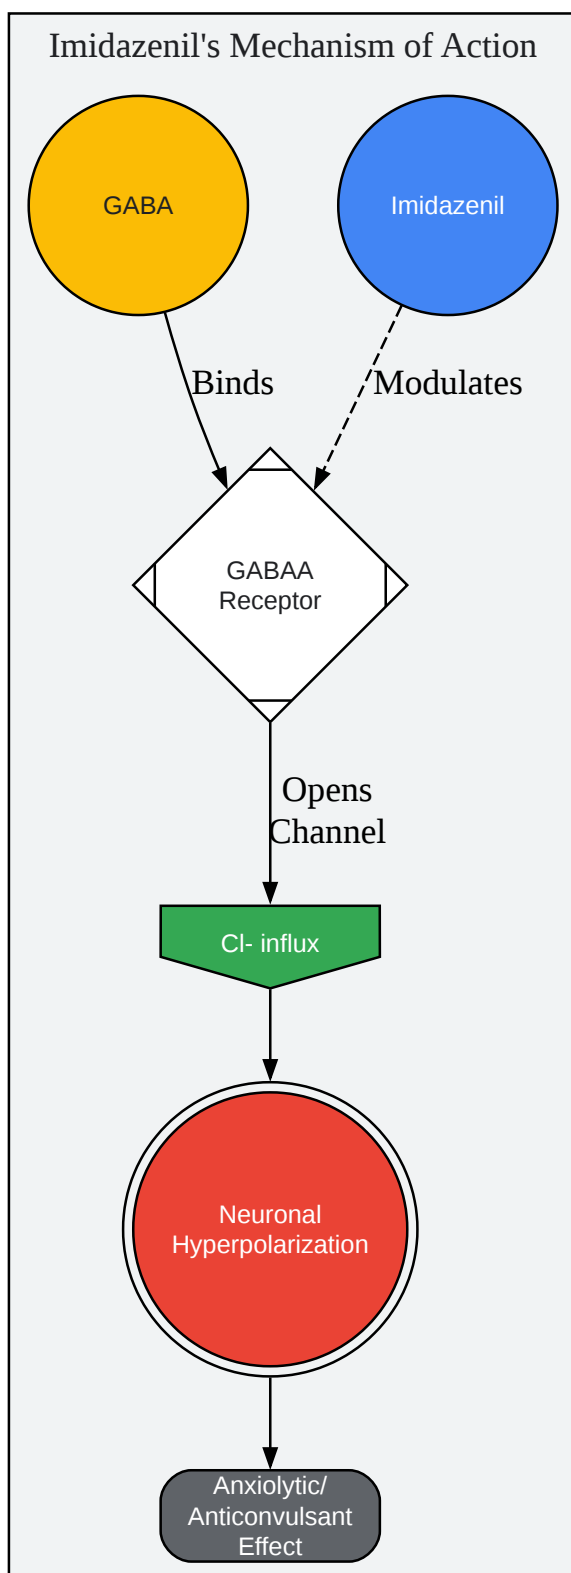 Imidazenil's Mechanism of Action
GABA
Imidazenil
Binds
Modulates
GABAA
Receptor
Opens
Channel
Cl- influx
Neuronal
Hyperpolarization
Anxiolytic/
Anticonvulsant
Effect